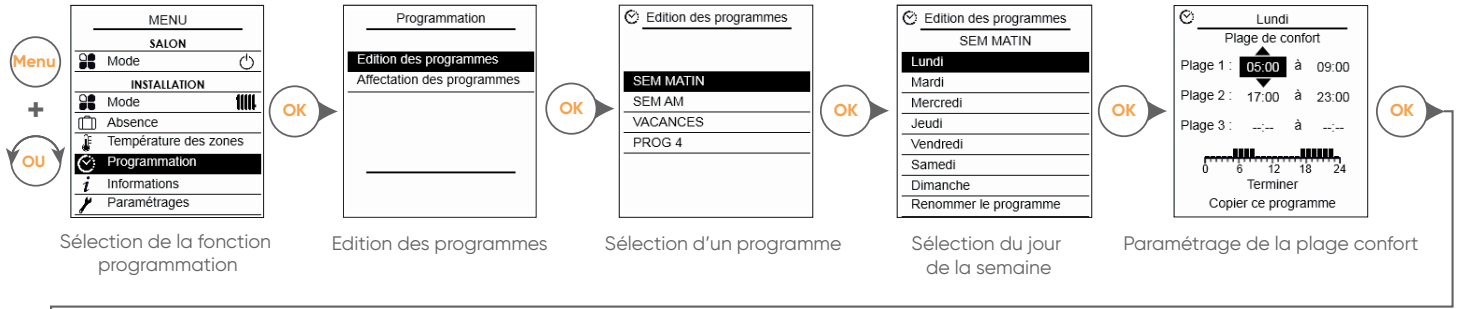 Menu
+
OU
MENU
SALON
Mode
INSTALLATION
Mode
Absence
Température des zones
Programmation
Informations
Paramétrages
Sélection de la fonction
programmation
OK
Programmation
Edition des programmes
Affectation des programmes
Edition des programmes
OK
Edition des programmes
SEM MATIN
SEM AM
VACANCES
PROG 4
Sélection d'un programme
OK
Edition des programmes
SEM MATIN
Lundi
Mardi
Mercredi
Jeudi
Vendredi
Samedi
Dimanche
Renommer le programme
Sélection du jour
de la semaine
OK
Lundi
Plage de confort
Plage 1 : 05:00 à 09:00
Plage 2 : 17:00 à 23:00
Plage 3 : --:-- à --:--
0 6 12 18 24
Terminer
Copier ce programme
Paramétrage de la plage confort
OK